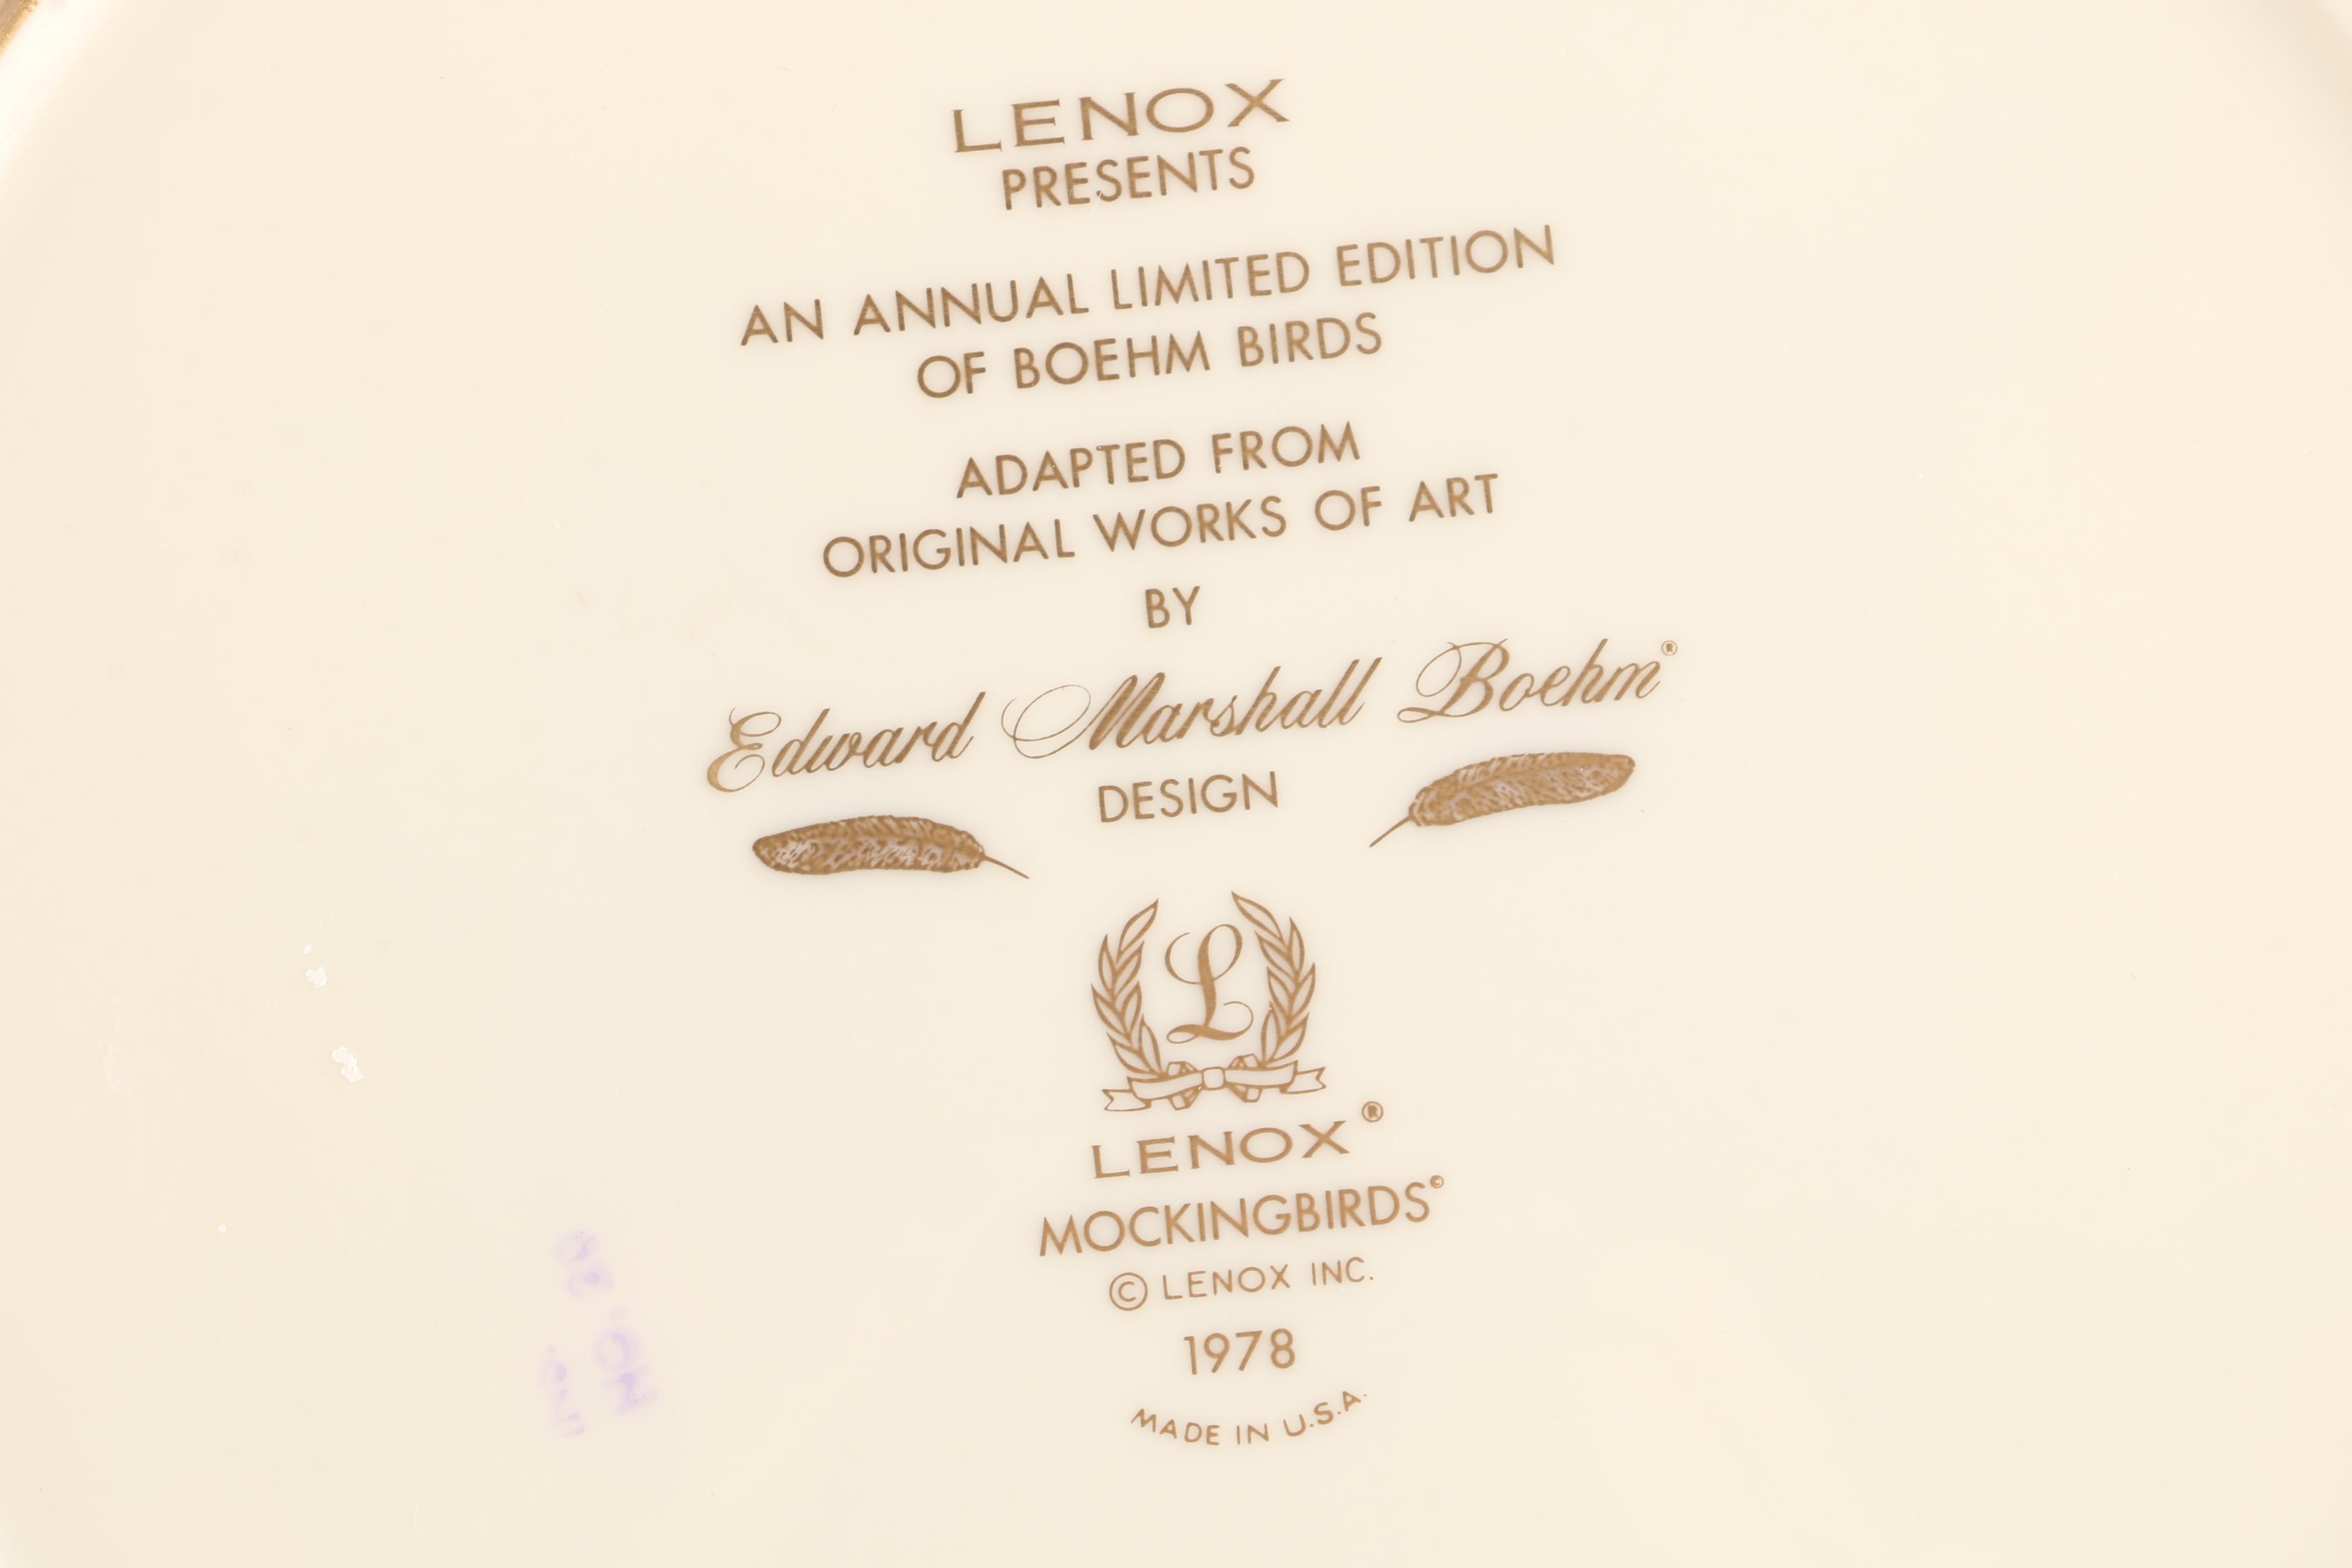 LENOX
PRESENTS
AN ANNUAL LIMITED EDITION
OF BOEHM BIRDS
ADAPTED FROM
ORIGINAL WORKS OF ART
BY
Edward Marshall Boehm®
DESIGN
L
LENOX®
MOCKINGBIRDS©
© LENOX INC.
1978
MADE IN U.S.A.